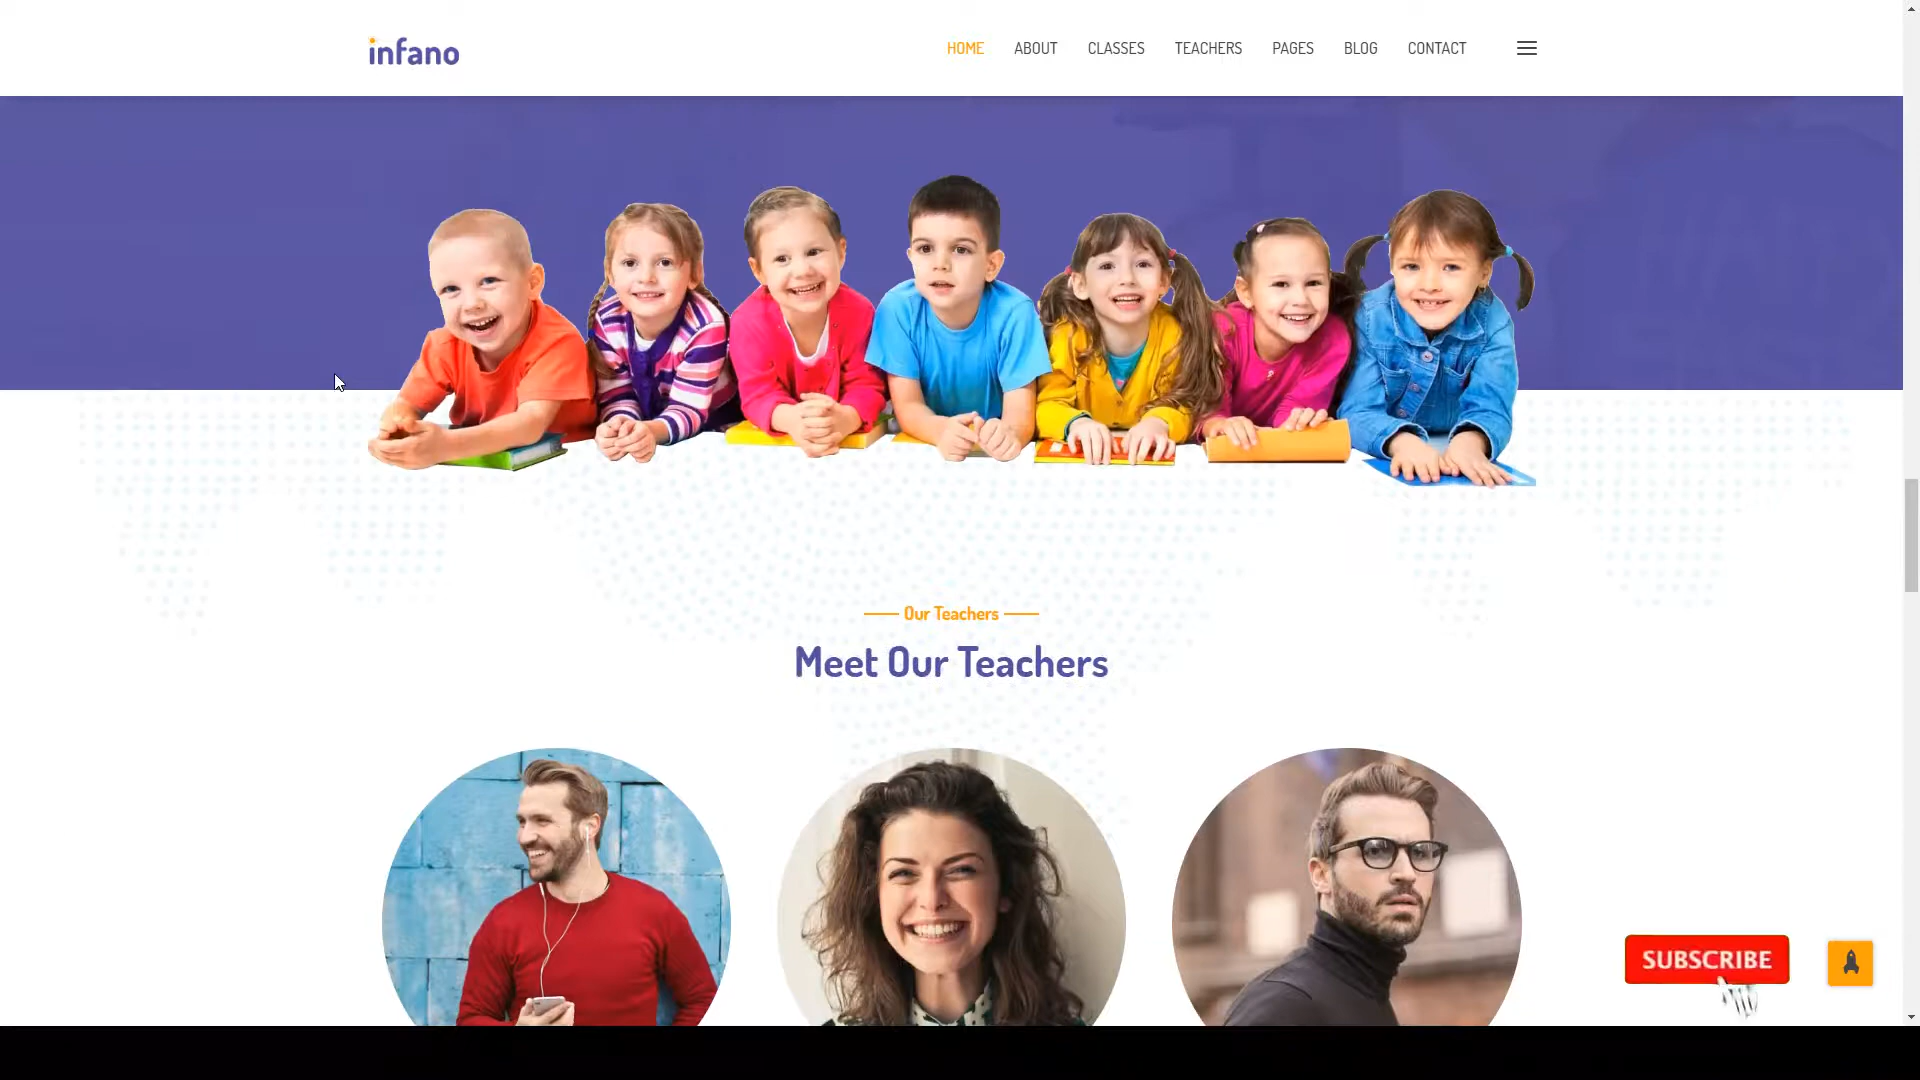 infano
HOME ABOUT CLASSES TEACHERS PAGES BLOG CONTACT
Our Teachers
Meet Our Teachers
SUBSCRIBE